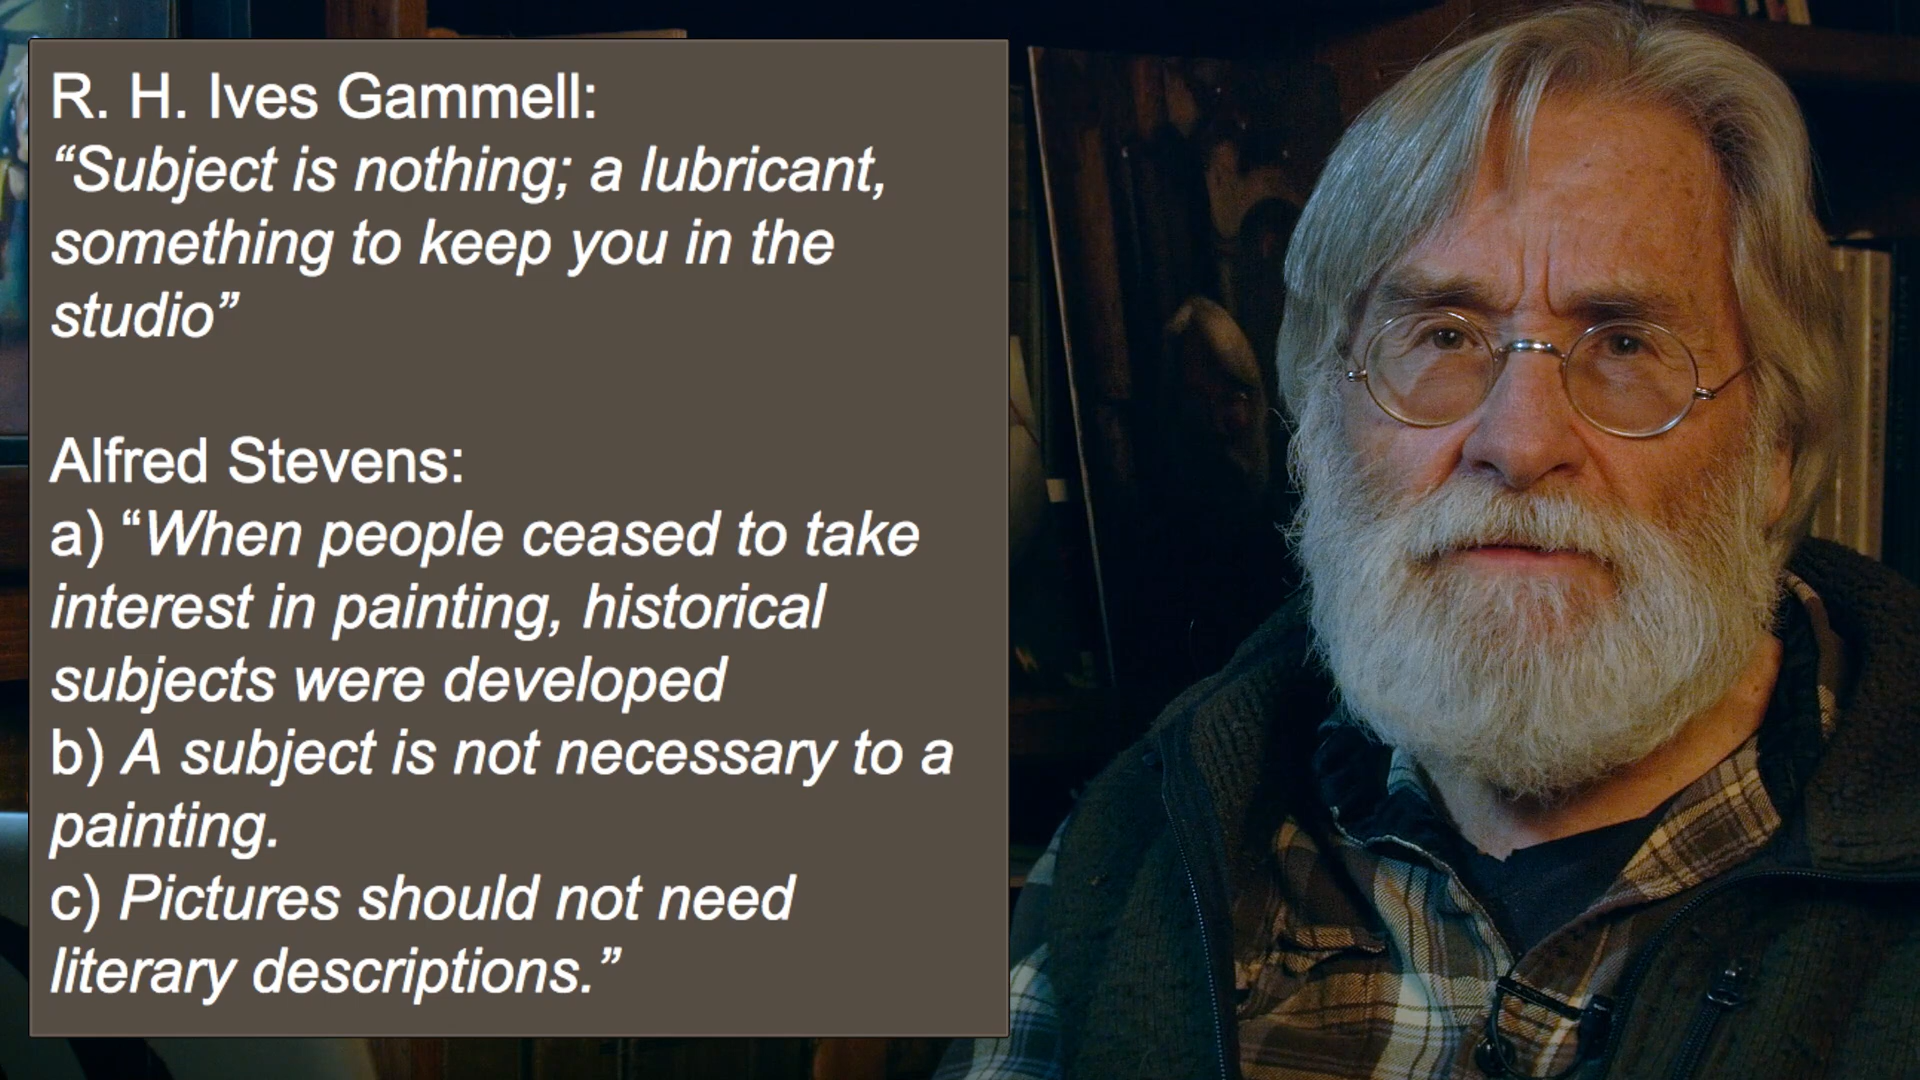 R. H. Ives Gammell:
“Subject is nothing; a lubricant,
something to keep you in the
studio”
Alfred Stevens:
a) “When people ceased to take
interest in painting, historical
subjects were developed
b) A subject is not necessary to a
painting.
c) Pictures should not need
literary descriptions.”